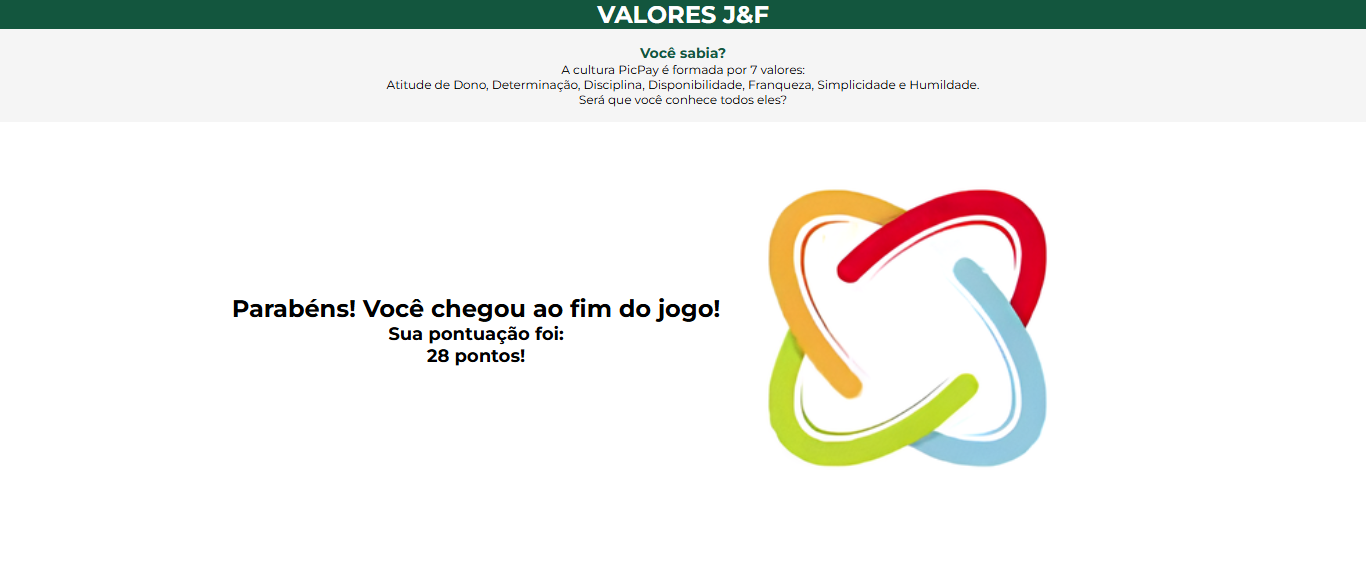 VALORES J&F
Você sabia?
A cultura PicPay é formada por 7 valores:
Atitude de Dono, Determinação, Disciplina, Disponibilidade, Franqueza, Simplicidade e Humildade.
Será que você conhece todos eles?
Parabéns! Você chegou ao fim do jogo!
Sua pontuação foi:
28 pontos!